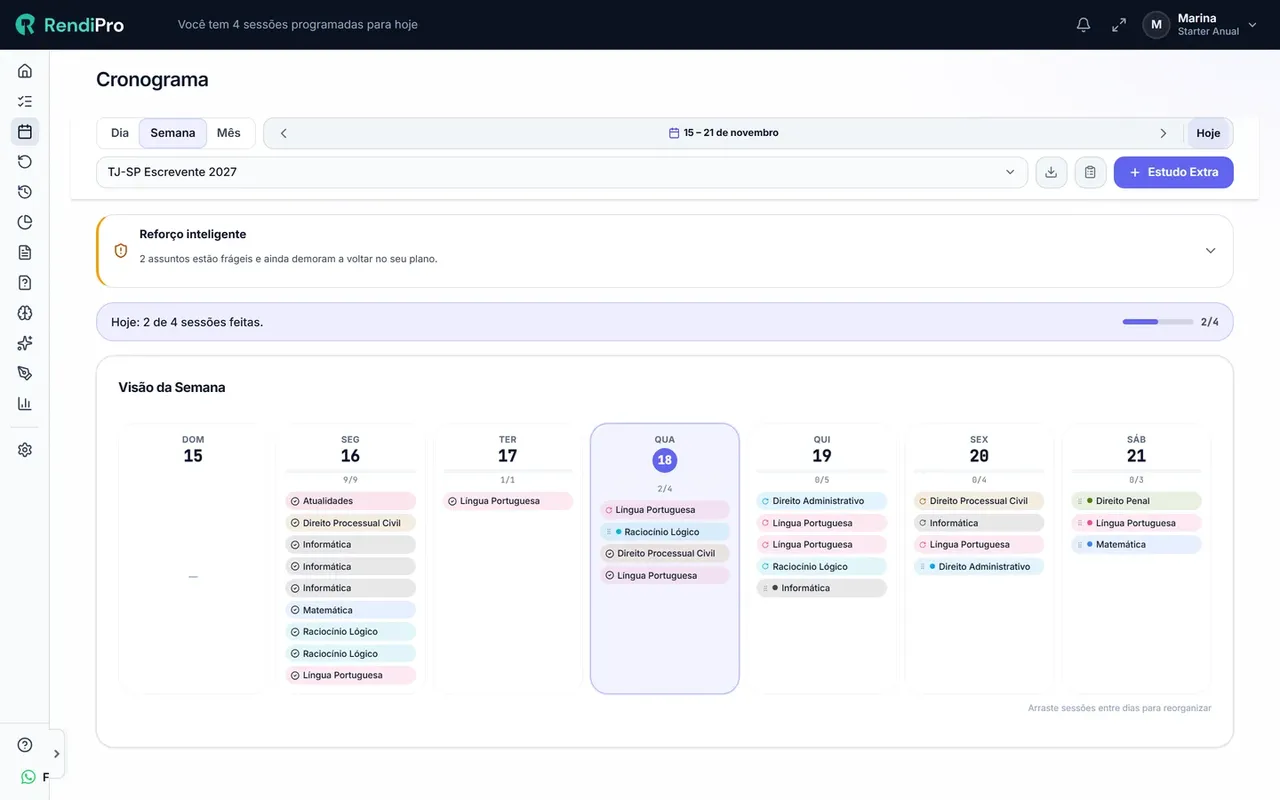 RendiPro
Você tem 4 sessões programadas para hoje
M
Marina
Starter Anual
Cronograma
Dia
Semana
Mês
15 – 21 de novembro
Hoje
TJ-SP Escrevente 2027
+ Estudo Extra
Reforço inteligente
2 assuntos estão frágeis e ainda demoram a voltar no seu plano.
Hoje: 2 de 4 sessões feitas.
2/4
Visão da Semana
DOM
15
—
SEG
16
9/9
Atualidades
Direito Processual Civil
Informática
Informática
Informática
Matemática
Raciocínio Lógico
Raciocínio Lógico
Língua Portuguesa
TER
17
1/1
Língua Portuguesa
QUA
18
2/4
Língua Portuguesa
Raciocínio Lógico
Direito Processual Civil
Língua Portuguesa
QUI
19
0/5
Direito Administrativo
Língua Portuguesa
Língua Portuguesa
Raciocínio Lógico
Informática
SEX
20
0/4
Direito Processual Civil
Informática
Língua Portuguesa
Direito Administrativo
SÁB
21
0/3
Direito Penal
Língua Portuguesa
Matemática
Arraste sessões entre dias para reorganizar
F